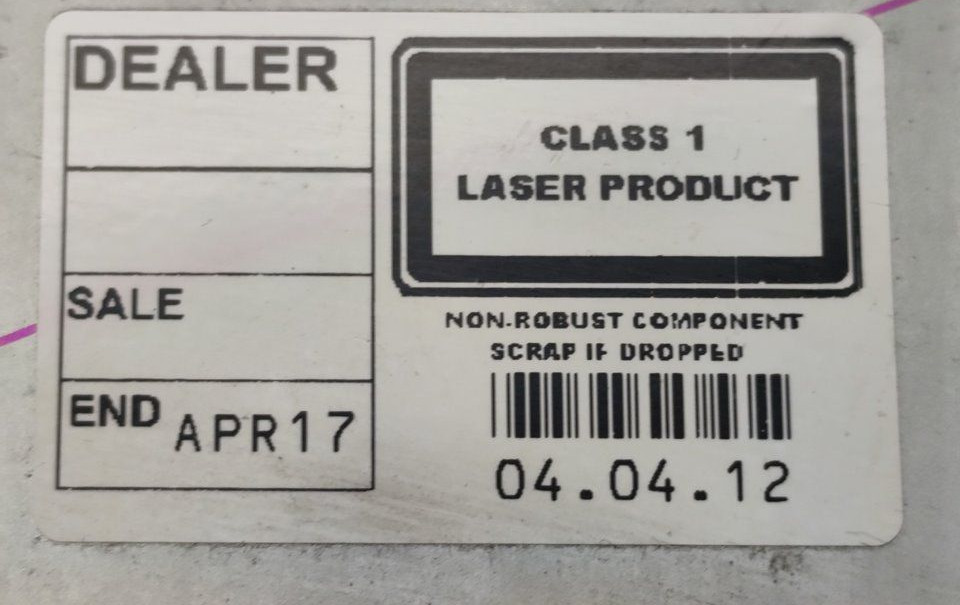 DEALER
SALE
END APR17
CLASS 1
LASER PRODUCT
NON-ROBUST COMPONENT
SCRAP IF DROPPED
04.04.12